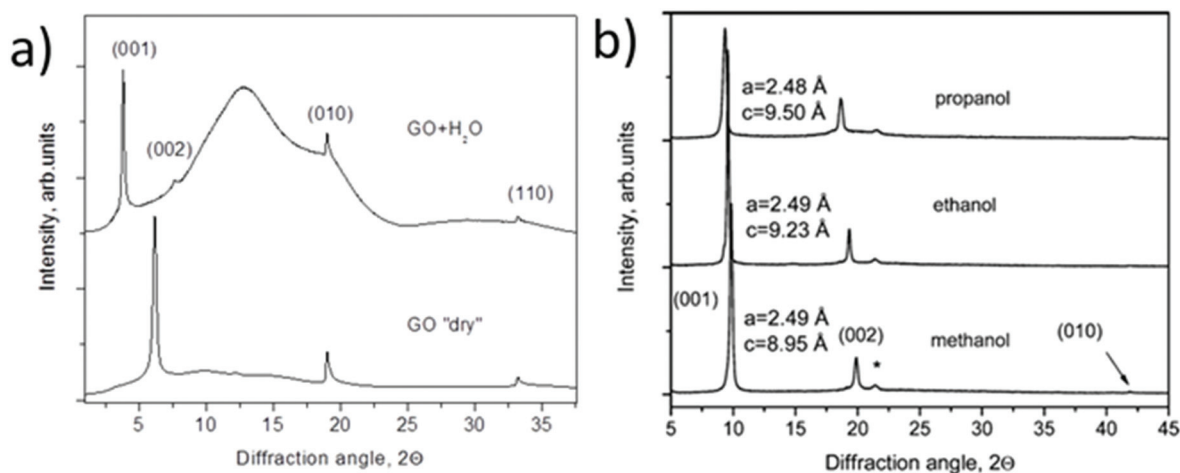 a)
(001)
(002)
(010)
(110)
GO+H₂O
GO "dry"
Intensity, arb.units
5 10 15 20 25 30 35
Diffraction angle, 2Θ
b)
a=2.48 Å
c=9.50 Å
propanol
a=2.49 Å
c=9.23 Å
ethanol
(001)
a=2.49 Å
c=8.95 Å
(002)
*
methanol
(010)
Intensity, arb.units
5 10 15 20 25 30 35 40 45
Diffraction angle, 2Θ